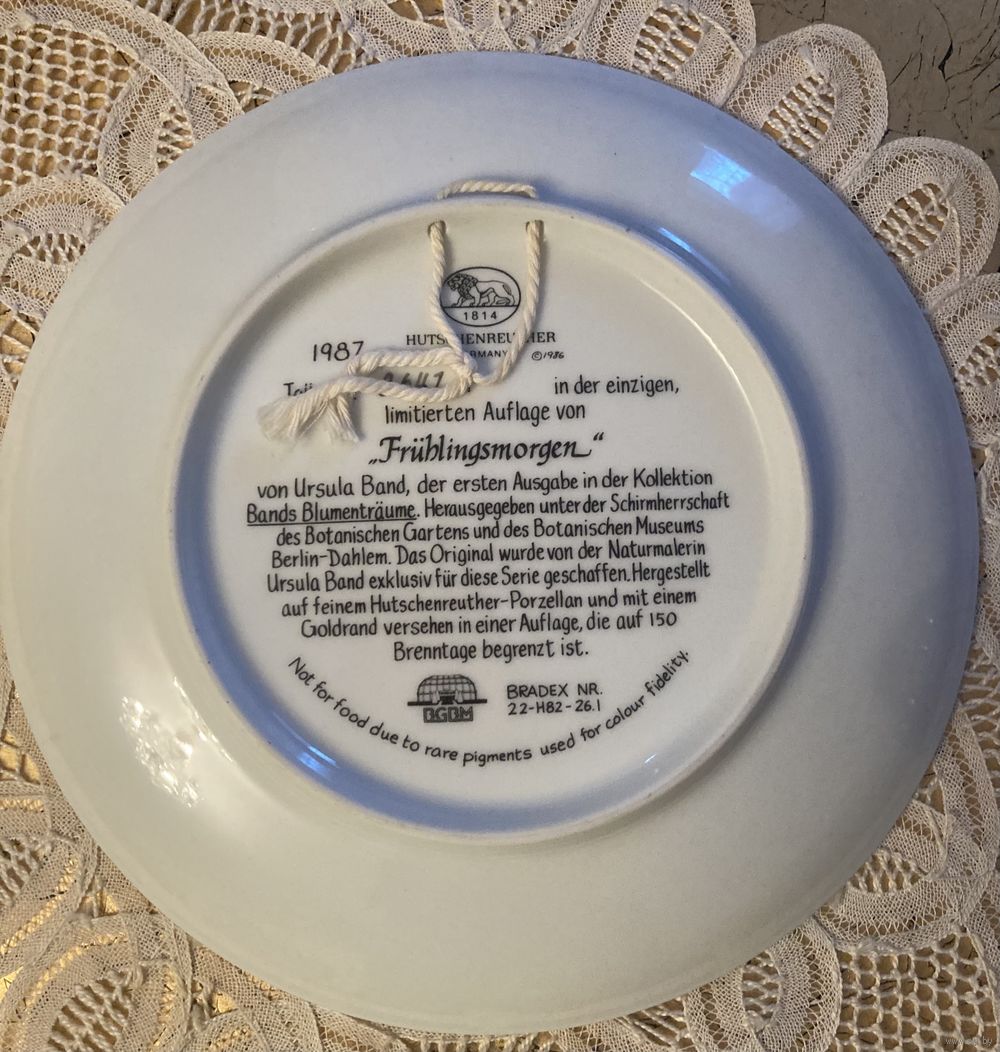 1814
HUTSCHENREUTHER
1987 GERMANY ©1986
in der einzigen,
limitierten Auflage von
„Frühlingsmorgen“
von Ursula Band, der ersten Ausgabe in der Kollektion
Bands Blumenträume. Herausgegeben unter der Schirmherrschaft
des Botanischen Gartens und des Botanischen Museums
Berlin-Dahlem. Das Original wurde von der Naturmalerin
Ursula Band exklusiv für diese Serie geschaffen. Hergestellt
auf feinem Hutschenreuther-Porzellan und mit einem
Goldrand versehen in einer Auflage, die auf 150
Brenntage begrenzt ist.
BGBM
BRADEX NR.
22-H82-26.1
Not for food due to rare pigments used for colour fidelity.